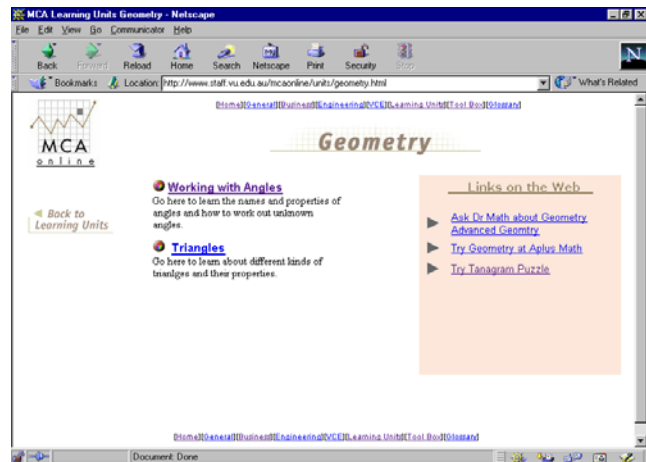 MCA Learning Units Geometry - Netscape
File Edit View Go Communicator Help
Back Forward Reload Home Search Netscape Print Security Stop
Bookmarks Location: http://www.staff.vu.edu.au/mcaonline/units/geometry.html What's Related
[Home][General][Business][Engineering][VCE][Learning Units][Tool Box][Glossary]
MCA
online
Geometry
Back to
Learning Units
Working with Angles
Go here to learn the names and properties of
angles and how to work out unknown
angles.
Triangles
Go here to learn about different kinds of
trianlges and their properties.
Links on the Web
Ask Dr Math about Geometry
Advanced Geomtry
Try Geometry at Aplus Math
Try Tanagram Puzzle
[Home][General][Business][Engineering][VCE][Learning Units][Tool Box][Glossary]
Document: Done